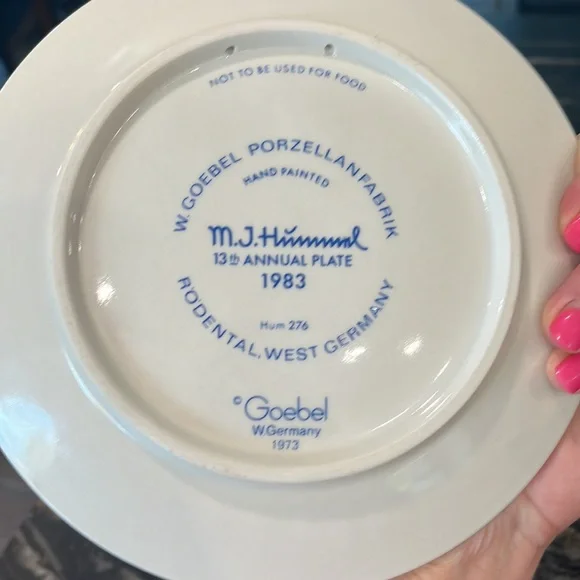 NOT TO BE USED FOR FOOD
W. GOEBEL PORZELLANFABRIK
HAND PAINTED
M.J. Hummel
13th ANNUAL PLATE
1983
Hum 276
RÖDENTAL, WEST GERMANY
© Goebel
W.Germany
1973